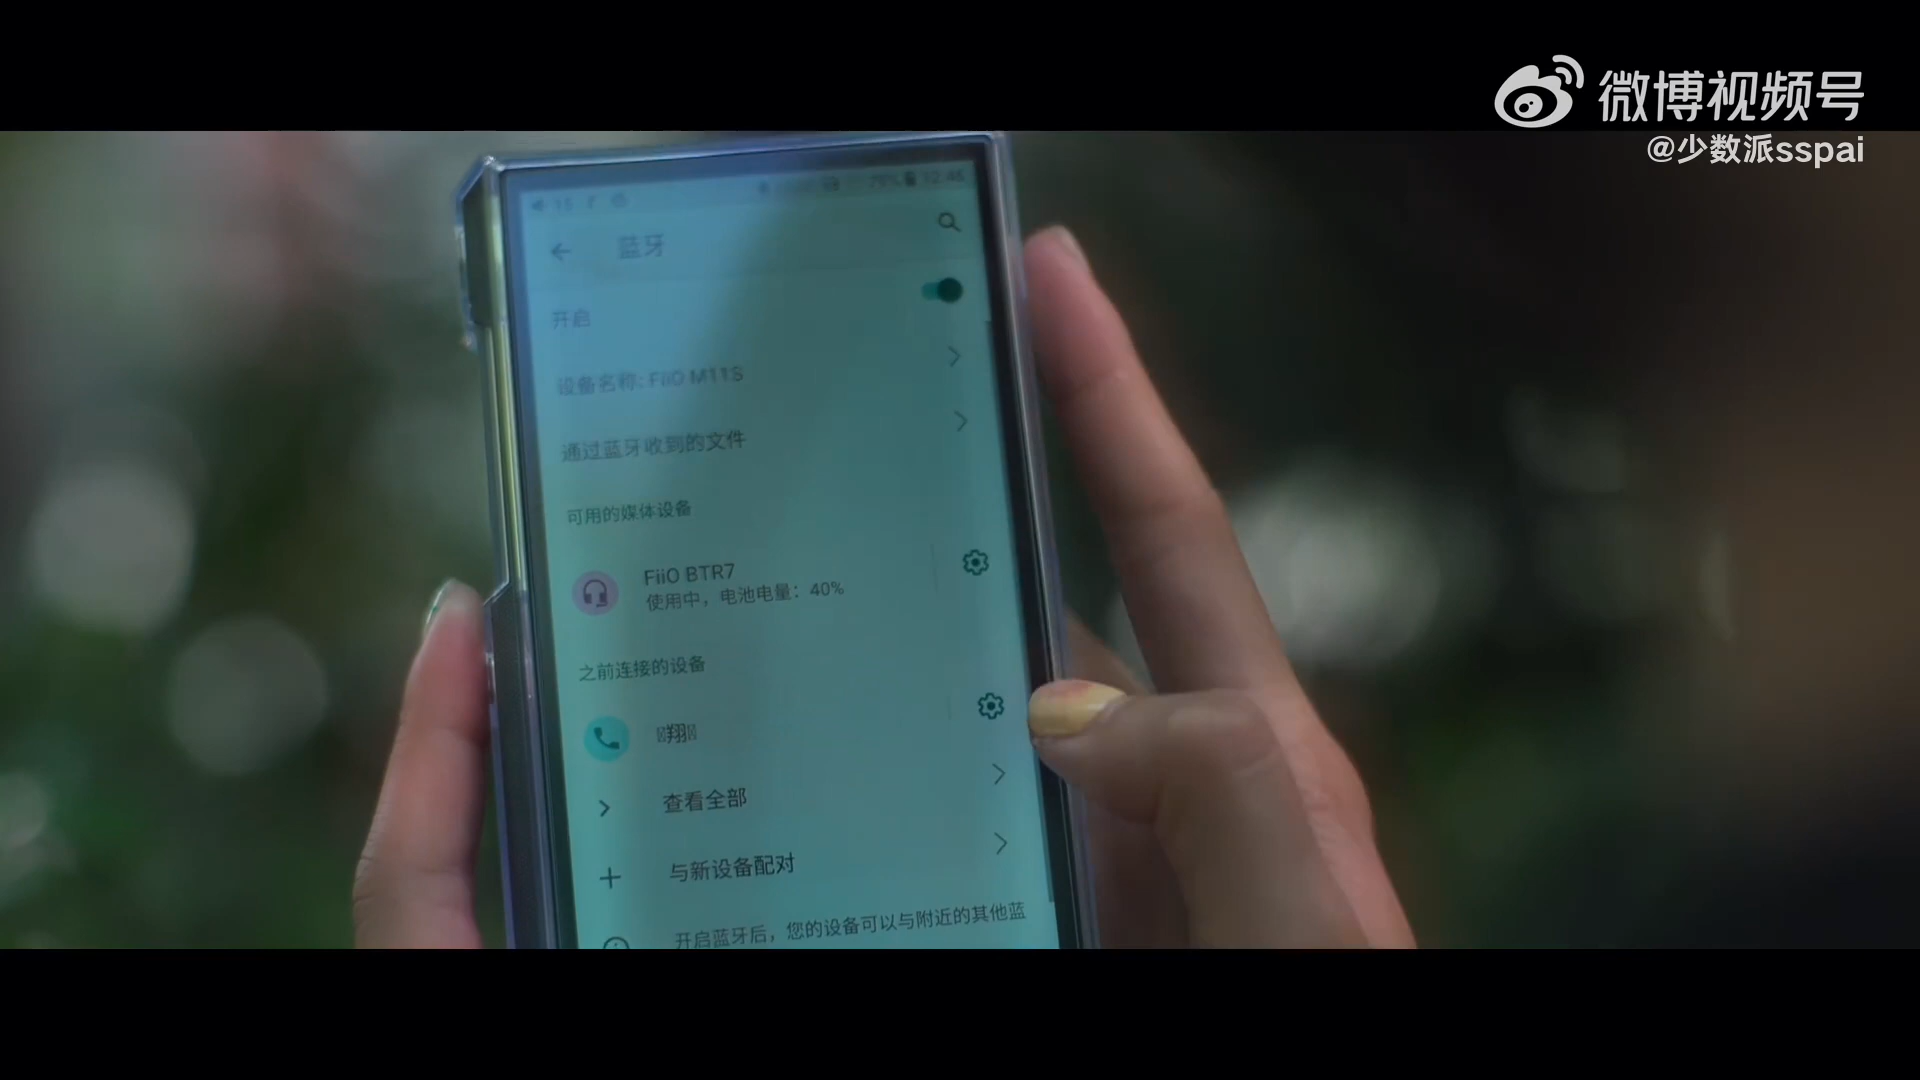 微博视频号
@少数派sspai
蓝牙
开启
设备名称: FiiO M11S
通过蓝牙收到的文件
可用的媒体设备
FiiO BTR7
使用中，电池电量：40%
之前连接的设备
翔
查看全部
与新设备配对
开启蓝牙后，您的设备可以与附近的其他蓝